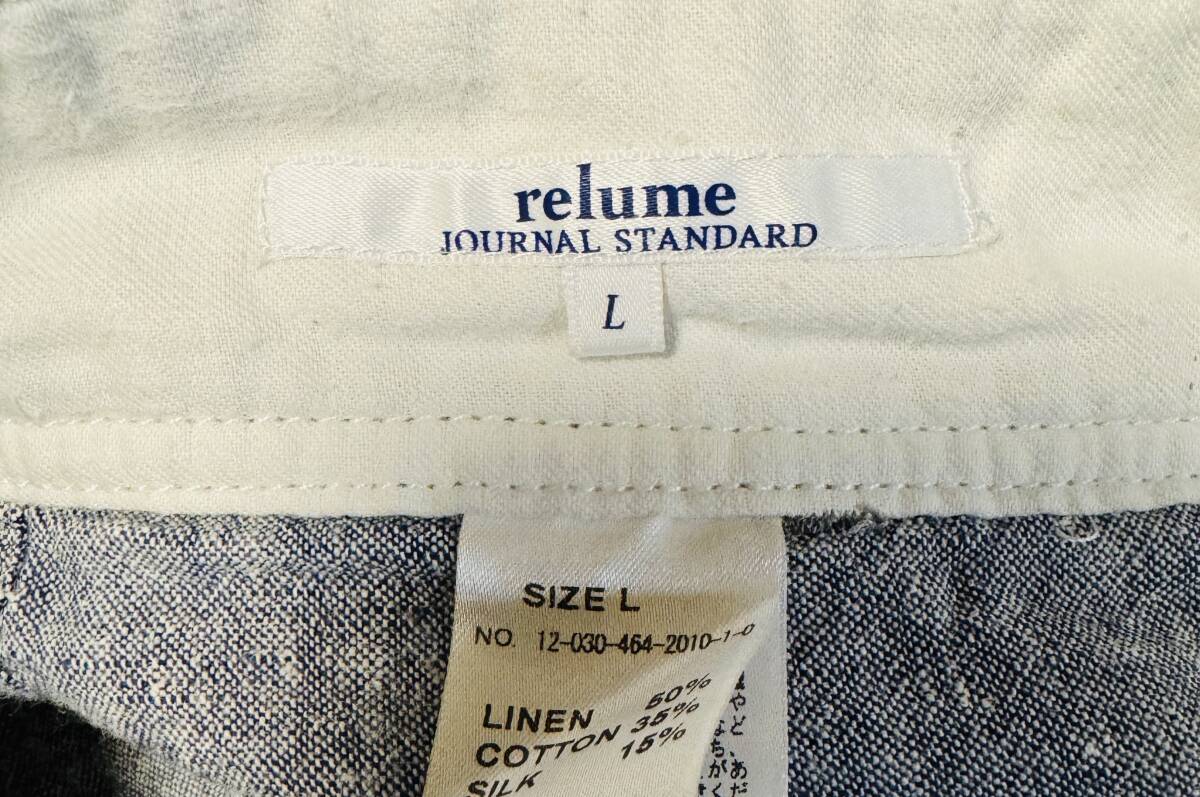 relume
JOURNAL STANDARD
L
SIZE L
NO. 12-030-464-2010-1-0
LINEN 50%
COTTON 35%
SILK 15%